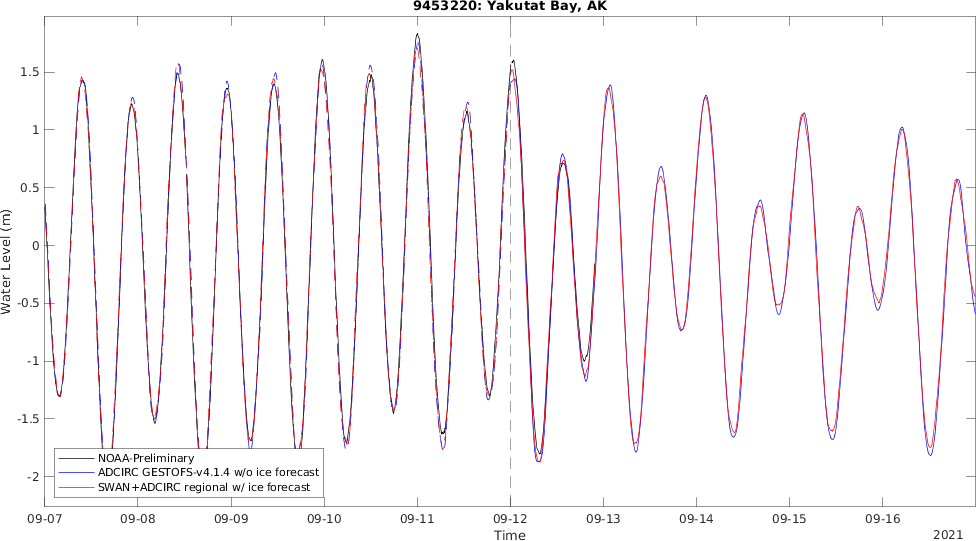 9453220: Yakutat Bay, AK
1.5
1
0.5
0
-0.5
-1
-1.5
-2
Water Level (m)
NOAA-Preliminary
ADCIRC GESTOFS-v4.1.4 w/o ice forecast
SWAN+ADCIRC regional w/ ice forecast
09-07 09-08 09-09 09-10 09-11 09-12 09-13 09-14 09-15 09-16
Time
2021